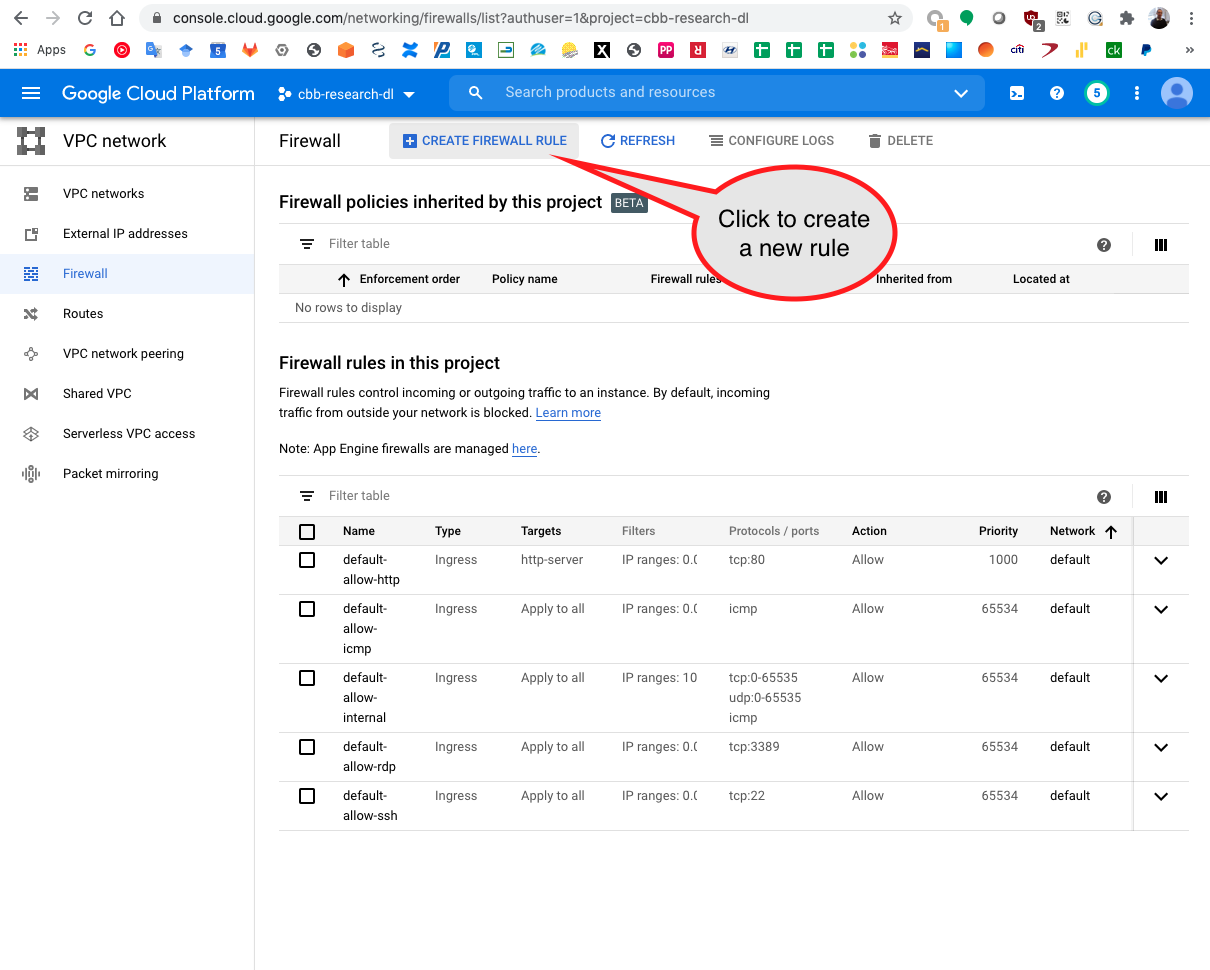 console.cloud.google.com/networking/firewalls/list?authuser=1&project=cbb-research-dl
1
2
Apps
G
5
X
PP
citi
ck
»
Google Cloud Platform
cbb-research-dl
Search products and resources
5
VPC network
Firewall
CREATE FIREWALL RULE
REFRESH
CONFIGURE LOGS
DELETE
VPC networks
External IP addresses
Firewall
Routes
VPC network peering
Shared VPC
Serverless VPC access
Packet mirroring
Click to create
a new rule
Firewall policies inherited by this project BETA
Filter table
Enforcement order Policy name Firewall rules Inherited from Located at
No rows to display
Firewall rules in this project
Firewall rules control incoming or outgoing traffic to an instance. By default, incoming
traffic from outside your network is blocked. Learn more
Note: App Engine firewalls are managed here.
Filter table
Name Type Targets Filters Protocols / ports Action Priority Network
default- Ingress http-server IP ranges: 0.0 tcp:80 Allow 1000 default
allow-http
default- Ingress Apply to all IP ranges: 0.0 icmp Allow 65534 default
allow-
icmp
default- Ingress Apply to all IP ranges: 10 tcp:0-65535 Allow 65534 default
allow- udp:0-65535
internal icmp
default- Ingress Apply to all IP ranges: 0.0 tcp:3389 Allow 65534 default
allow-rdp
default- Ingress Apply to all IP ranges: 0.0 tcp:22 Allow 65534 default
allow-ssh